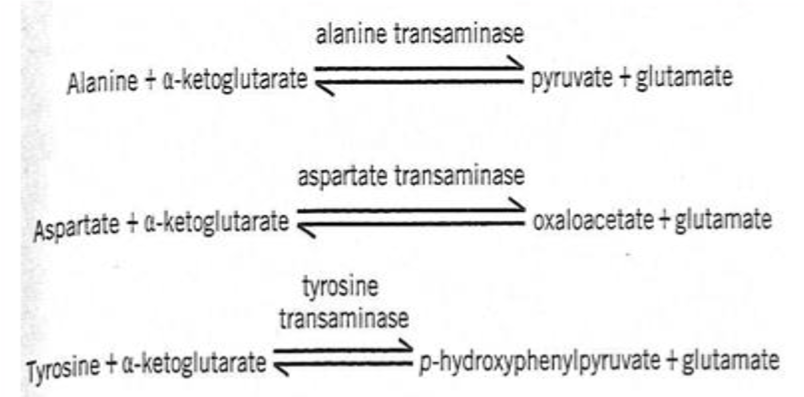 alanine transaminase
Alanine + α-ketoglutarate ⇌ pyruvate + glutamate
aspartate transaminase
Aspartate + α-ketoglutarate ⇌ oxaloacetate + glutamate
tyrosine
transaminase
Tyrosine + α-ketoglutarate ⇌ p-hydroxyphenylpyruvate + glutamate